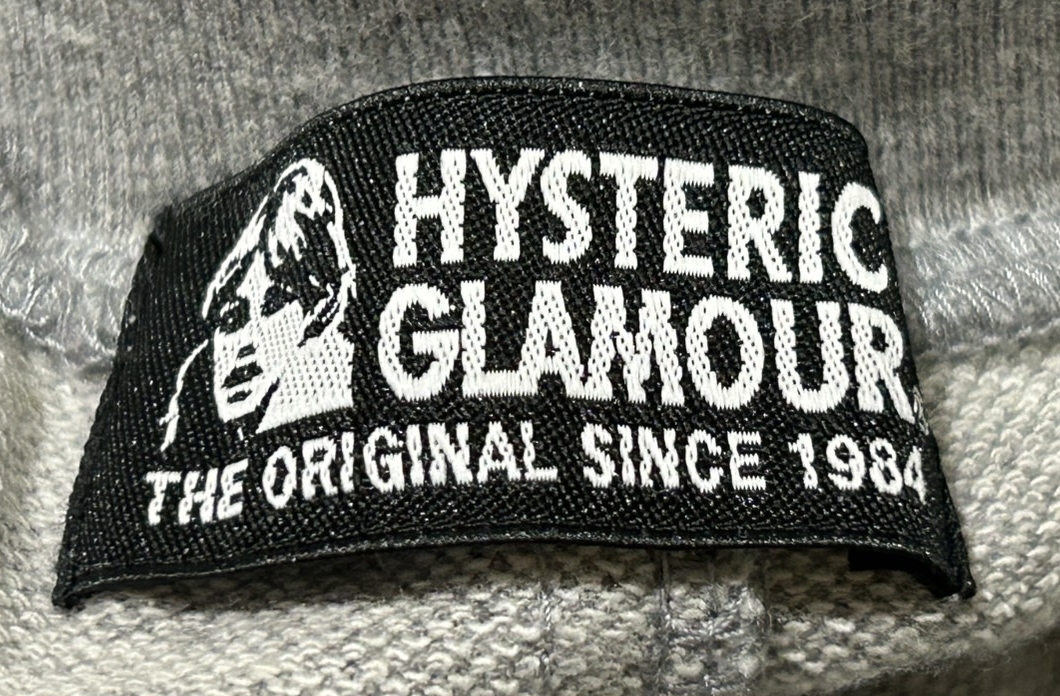 HYSTERIC
GLAMOUR
THE ORIGINAL SINCE 1984